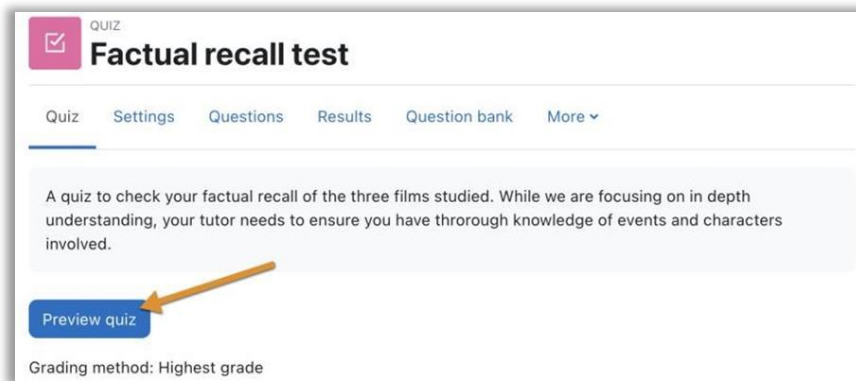 QUIZ
Factual recall test
Quiz Settings Questions Results Question bank More
A quiz to check your factual recall of the three films studied. While we are focusing on in depth
understanding, your tutor needs to ensure you have throrough knowledge of events and characters
involved.
Preview quiz
Grading method: Highest grade